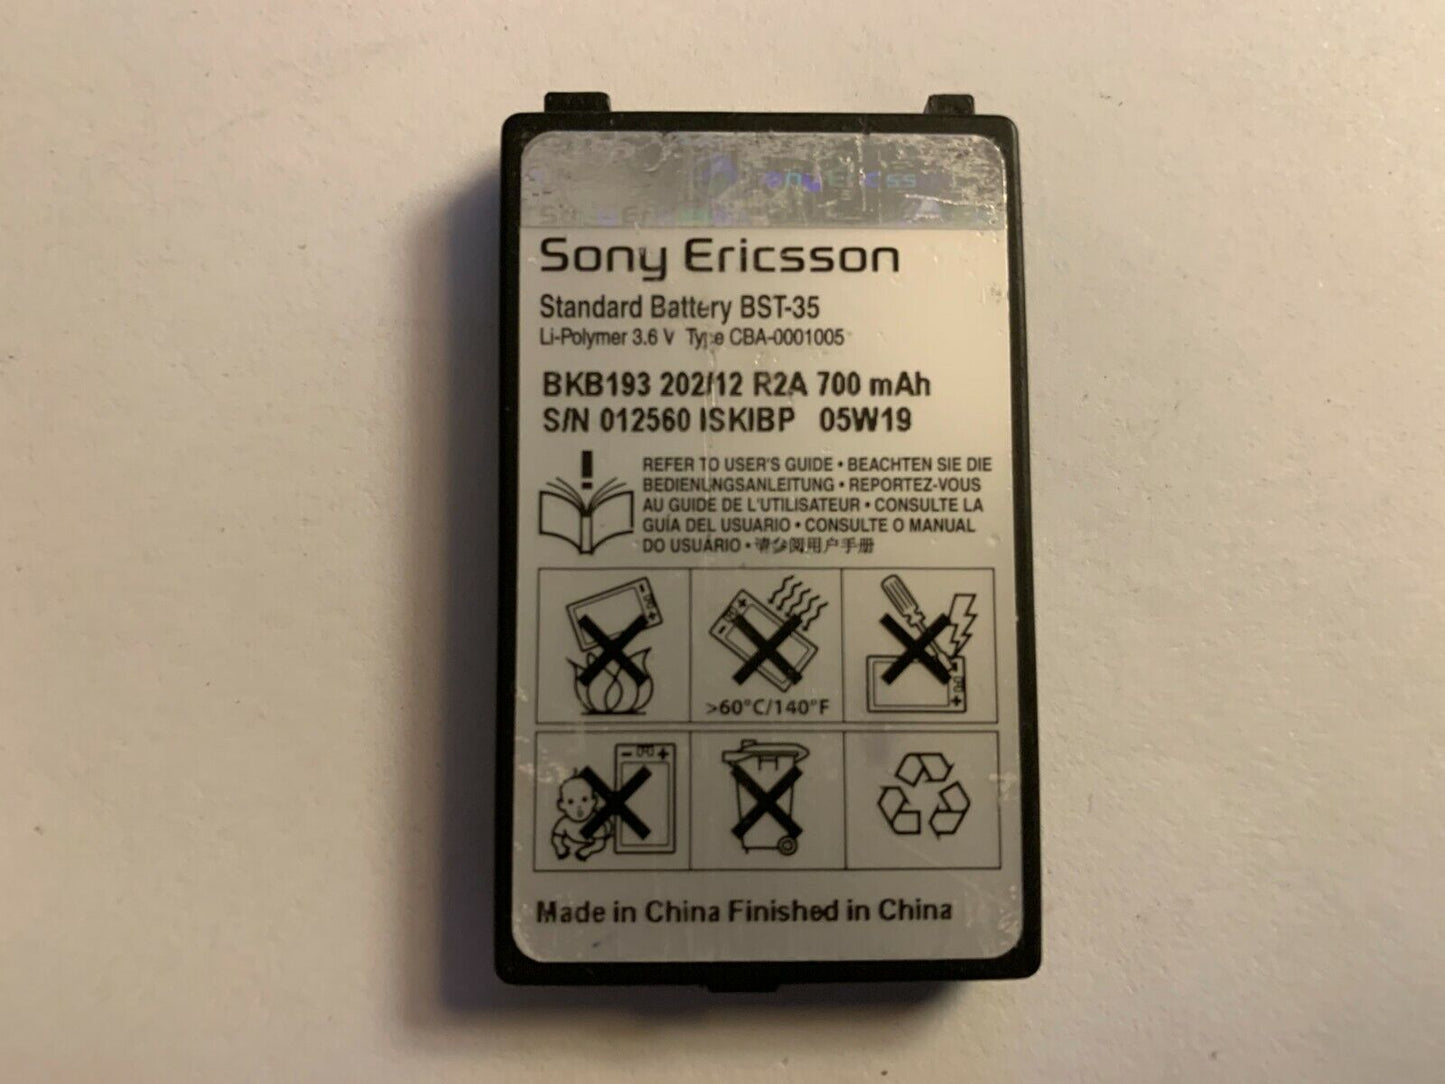 Sony Ericsson
Standard Battery BST-35
Li-Polymer 3.6 V Type CBA-0001005
BKB193 202/12 R2A 700 mAh
S/N 012560 ISKIBP 05W19
REFER TO USER'S GUIDE • BEACHTEN SIE DIE
BEDIENUNGSANLEITUNG • REPORTEZ-VOUS
AU GUIDE DE L'UTILISATEUR • CONSULTE LA
GUÍA DEL USUARIO • CONSULTE O MANUAL
DO USUÁRIO • 请参阅用户手册
>60°C/140°F
Made in China Finished in China